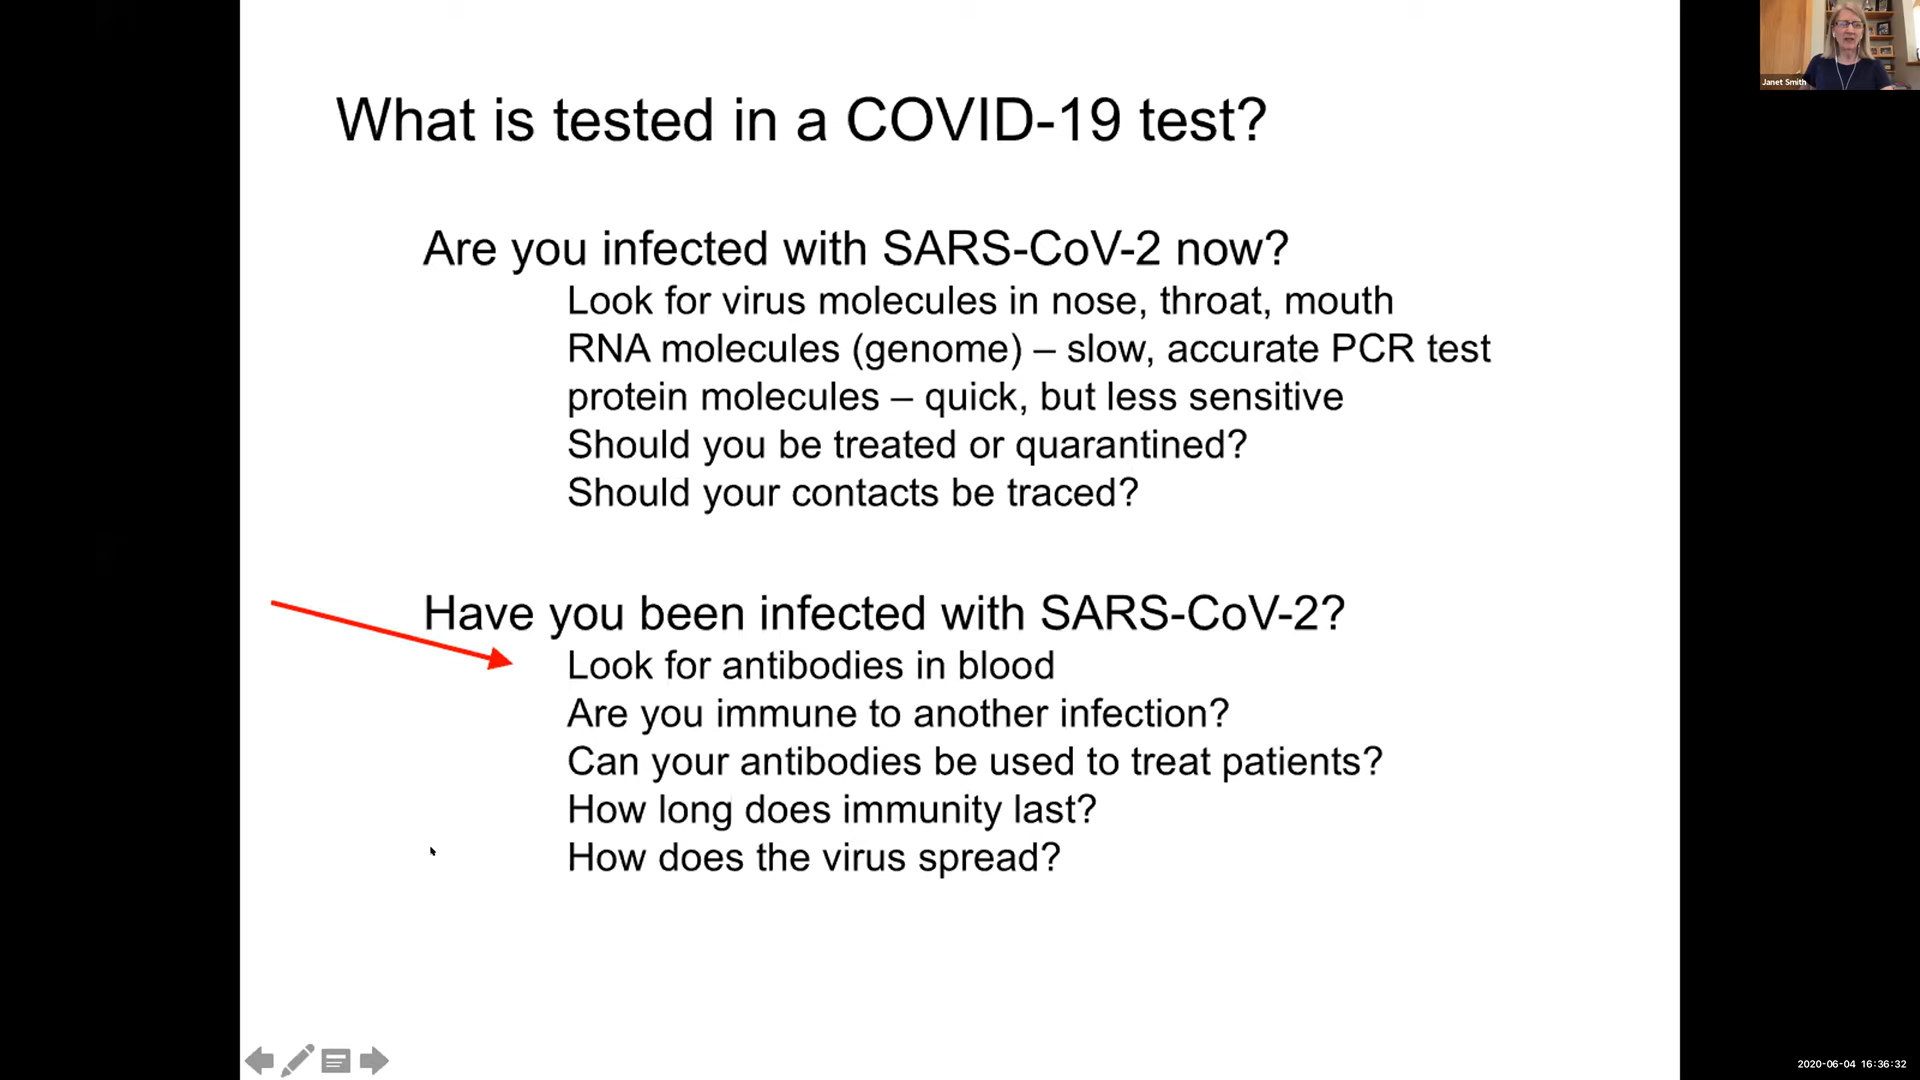 Janet Smith
What is tested in a COVID-19 test?
Are you infected with SARS-CoV-2 now?
Look for virus molecules in nose, throat, mouth
RNA molecules (genome) – slow, accurate PCR test
protein molecules – quick, but less sensitive
Should you be treated or quarantined?
Should your contacts be traced?
Have you been infected with SARS-CoV-2?
Look for antibodies in blood
Are you immune to another infection?
Can your antibodies be used to treat patients?
How long does immunity last?
How does the virus spread?
2020-06-04 16:36:32